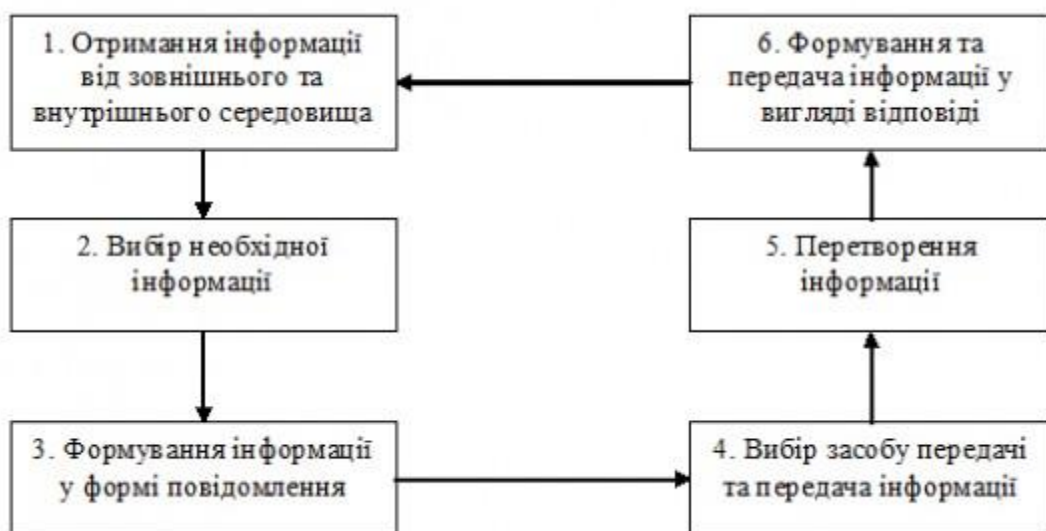 1. Отримання інформації
від зовнішнього та
внутрішнього середовища
2. Вибір необхідної
інформації
3. Формування інформації
у формі повідомлення
4. Вибір засобу передачі
та передача інформації
5. Перетворення
інформації
6. Формування та
передача інформації у
вигляді відповіді